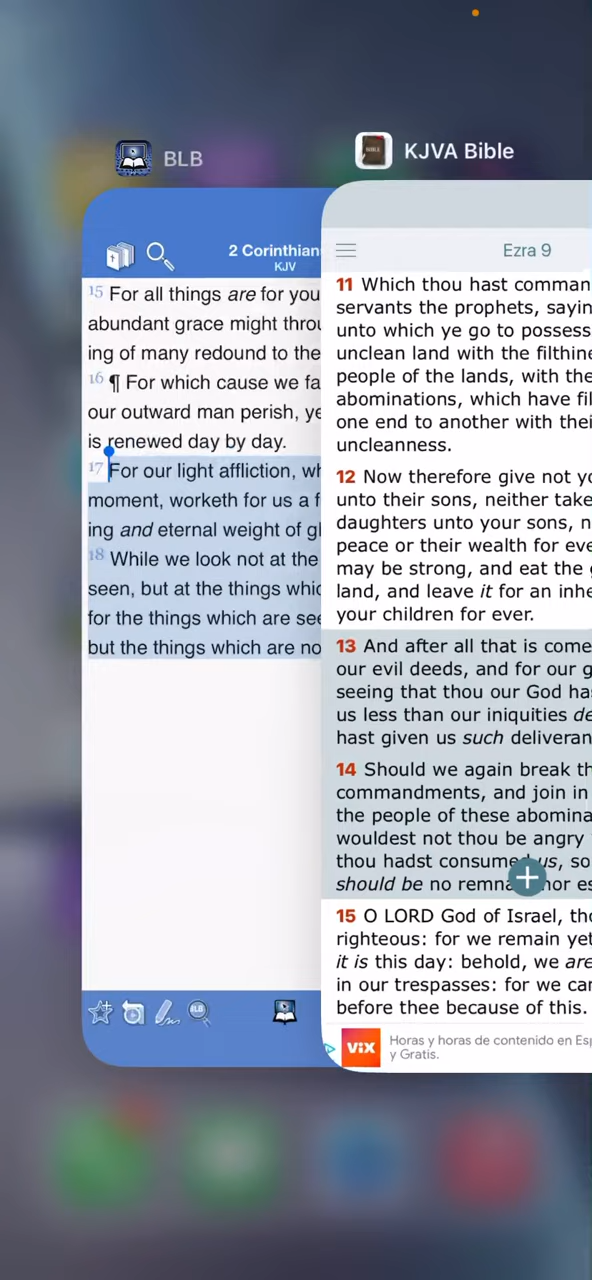 BLB
2 Corinthian
KJV
15 For all things are for you
abundant grace might throu
ing of many redound to the
16 ¶ For which cause we fa
our outward man perish, ye
is renewed day by day.
17 For our light affliction, wh
moment, worketh for us a f
ing and eternal weight of gl
18 While we look not at the
seen, but at the things whic
for the things which are see
but the things which are no
BLB
KJVA Bible
Ezra 9
11 Which thou hast comman
servants the prophets, sayin
unto which ye go to possess
unclean land with the filthine
people of the lands, with the
abominations, which have fil
one end to another with thei
uncleanness.
12 Now therefore give not yo
unto their sons, neither take
daughters unto your sons, n
peace or their wealth for eve
may be strong, and eat the g
land, and leave it for an inhe
your children for ever.
13 And after all that is come
our evil deeds, and for our g
seeing that thou our God ha
us less than our iniquities de
hast given us such deliveran
14 Should we again break th
commandments, and join in
the people of these abomina
wouldest not thou be angry
thou hadst consumed us, so
should be no remna nor es
15 O LORD God of Israel, tho
righteous: for we remain yet
it is this day: behold, we are
in our trespasses: for we can
before thee because of this.
ViX
Horas y horas de contenido en Esp
y Gratis.